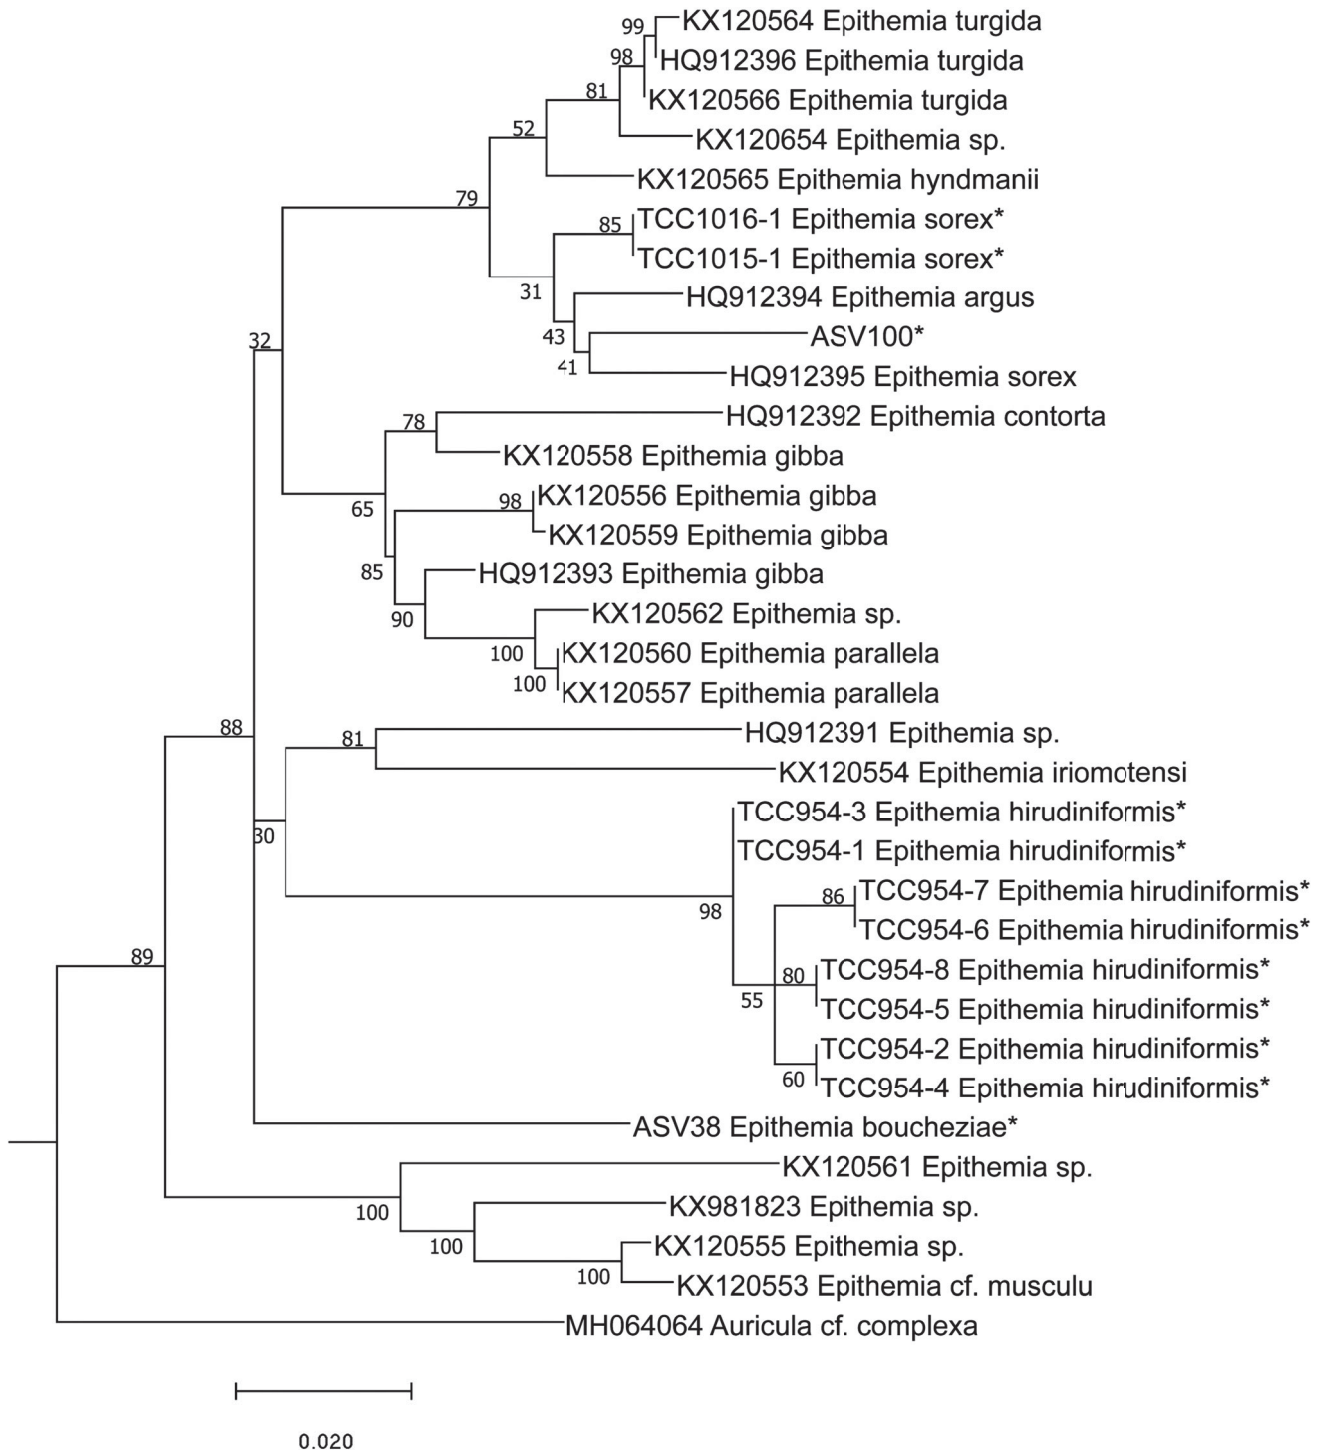 99
KX120564 Epithemia turgida
98
HQ912396 Epithemia turgida
81
KX120566 Epithemia turgida
52
KX120654 Epithemia sp.
KX120565 Epithemia hyndmanii
79
85
TCC1016-1 Epithemia sorex*
TCC1015-1 Epithemia sorex*
31
HQ912394 Epithemia argus
32
43
ASV100*
41
HQ912395 Epithemia sorex
78
HQ912392 Epithemia contorta
KX120558 Epithemia gibba
65
98
KX120556 Epithemia gibba
KX120559 Epithemia gibba
85
HQ912393 Epithemia gibba
90
KX120562 Epithemia sp.
100
KX120560 Epithemia parallela
100
KX120557 Epithemia parallela
88
81
HQ912391 Epithemia sp.
KX120554 Epithemia iriomotensi
30
TCC954-3 Epithemia hirudiniformis*
TCC954-1 Epithemia hirudiniformis*
98
86
TCC954-7 Epithemia hirudiniformis*
TCC954-6 Epithemia hirudiniformis*
89
80
TCC954-8 Epithemia hirudiniformis*
55
TCC954-5 Epithemia hirudiniformis*
TCC954-2 Epithemia hirudiniformis*
60
TCC954-4 Epithemia hirudiniformis*
ASV38 Epithemia boucheziae*
KX120561 Epithemia sp.
100
KX981823 Epithemia sp.
100
KX120555 Epithemia sp.
100
KX120553 Epithemia cf. musculu
MH064064 Auricula cf. complexa
0.020